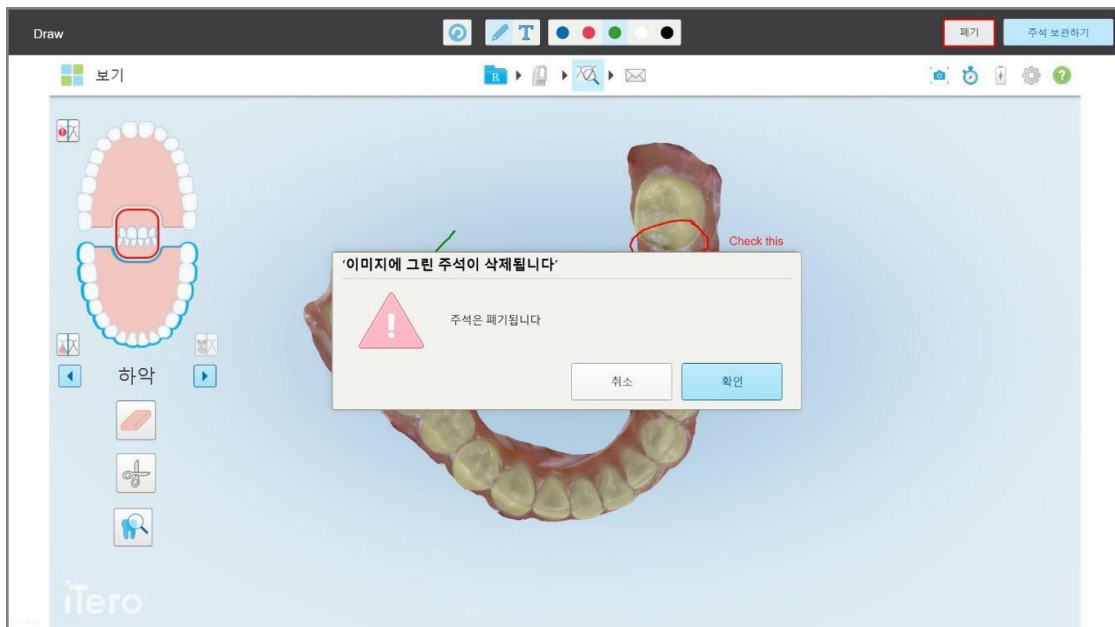 Draw
T
폐기
주석 보관하기
보기
R
?
'이미지에 그린 주석이 삭제됩니다'
!
주석은 폐기됩니다
취소
확인
Check this
하악
iTero